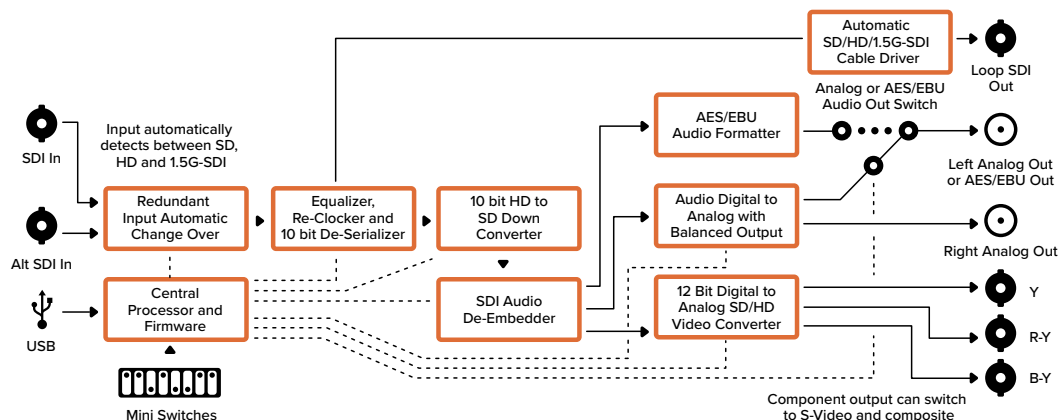 Automatic
SD/HD/1.5G-SDI
Cable Driver
Loop SDI
Out
Analog or AES/EBU
Audio Out Switch
SDI In
Input automatically
detects between SD,
HD and 1.5G-SDI
AES/EBU
Audio Formatter
Left Analog Out
or AES/EBU Out
Alt SDI In
Redundant
Input Automatic
Change Over
Equalizer,
Re-Clocker and
10 bit De-Serializer
10 bit HD to
SD Down
Converter
Audio Digital to
Analog with
Balanced Output
Right Analog Out
USB
Central
Processor and
Firmware
SDI Audio
De-Embedder
12 Bit Digital to
Analog SD/HD
Video Converter
Y
R-Y
B-Y
Mini Switches
Component output can switch
to S-Video and composite